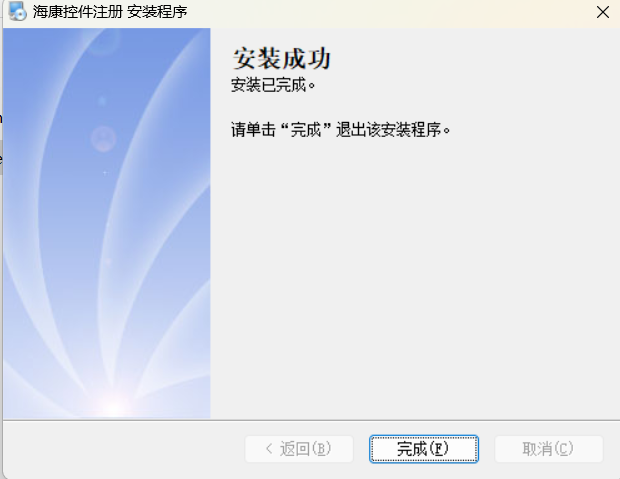 海康控件注册 安装程序
安装成功
安装已完成。
请单击“完成”退出该安装程序。
< 返回(B)
完成(F)
取消(C)